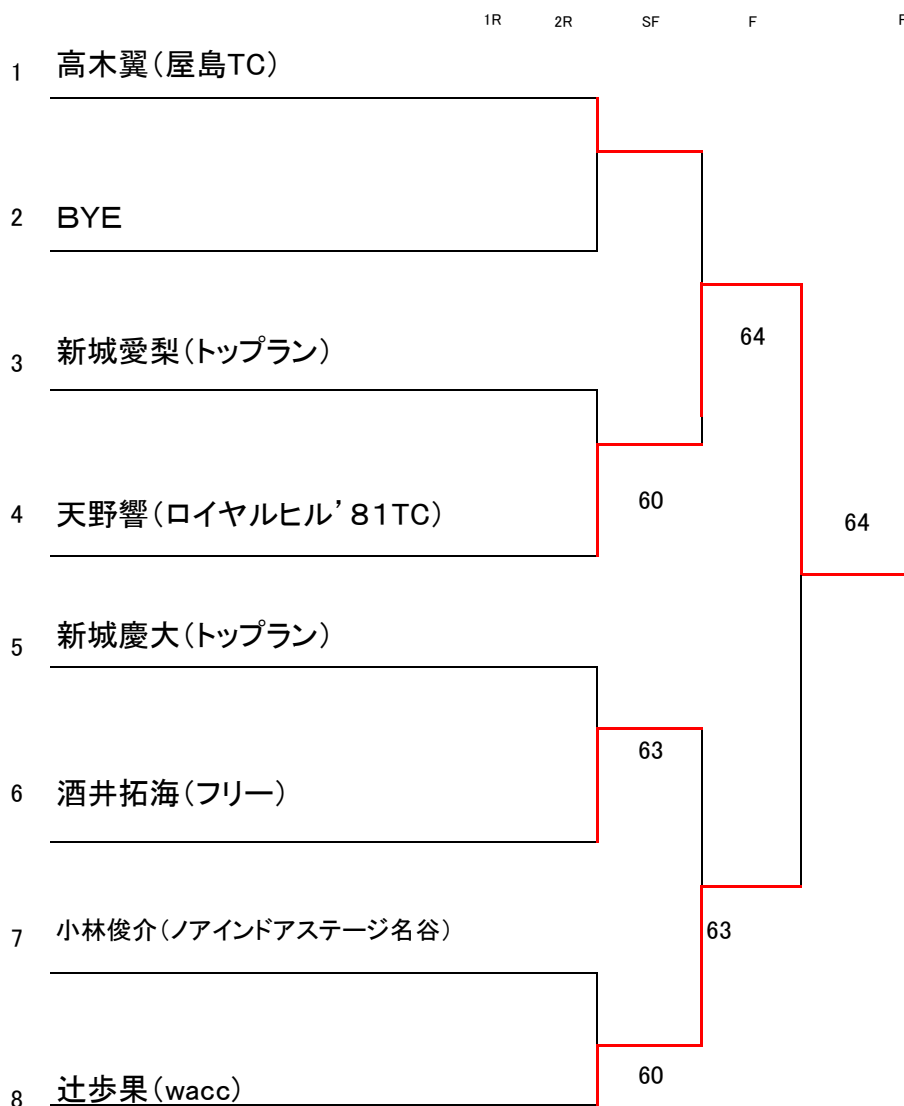 1R 2R SF F F
1 高木翼（屋島TC）
2 BYE
3 新城愛梨（トップラン）
64
4 天野響（ロイヤルヒル’８１TC）
60
64
5 新城慶大（トップラン）
63
6 酒井拓海（フリー）
7 小林俊介（ノアインドアステージ名谷）
63
60
8 辻歩果（wacc）